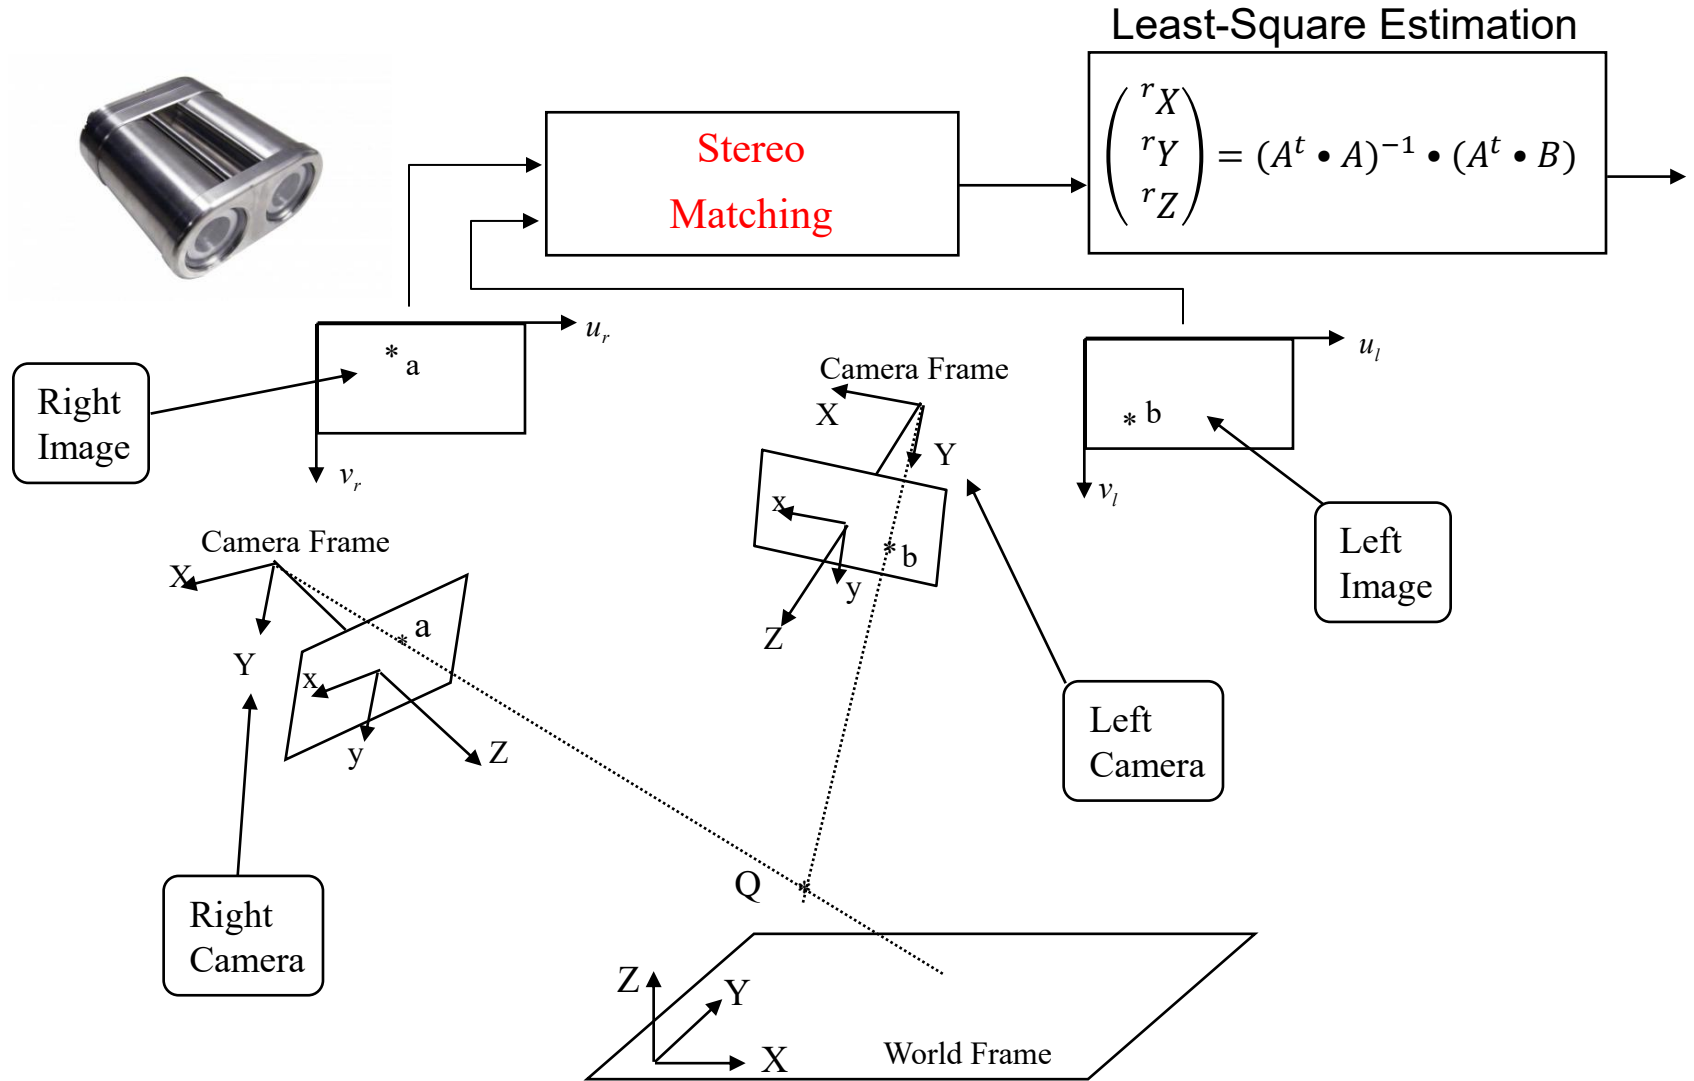 Least-Square Estimation
Stereo
Matching
(ʳX ʳY ʳZ) = (Aᵗ • A)⁻¹ • (Aᵗ • B)
uᵣ
* a
vᵣ
Right
Image
Camera Frame
X
Y
x
y
Z
* b
uₗ
* b
vₗ
Left
Image
Camera Frame
X
Y
x
y
Z
* a
Left
Camera
Right
Camera
Q
*
Z
Y
X
World Frame